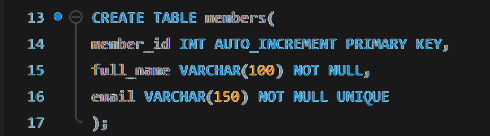 13 CREATE TABLE members(
14 member_id INT AUTO_INCREMENT PRIMARY KEY,
15 full_name VARCHAR(100) NOT NULL,
16 email VARCHAR(150) NOT NULL UNIQUE
17 );